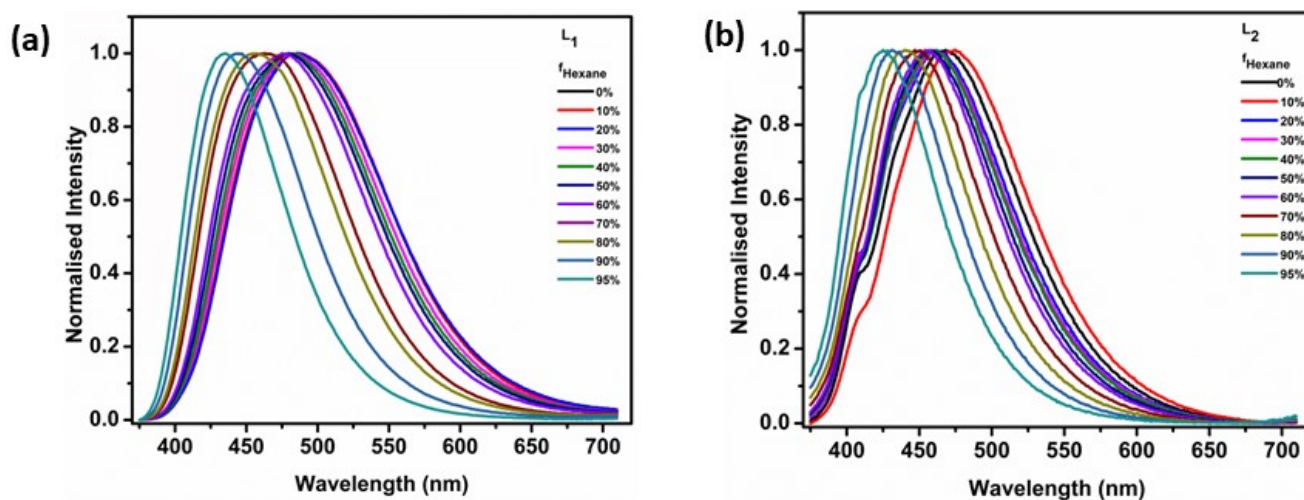 (a)
L1
fHexane
0%
10%
20%
30%
40%
50%
60%
70%
80%
90%
95%
Normalised Intensity
1.0
0.8
0.6
0.4
0.2
0.0
400 450 500 550 600 650 700
Wavelength (nm)
(b)
L2
fHexane
0%
10%
20%
30%
40%
50%
60%
70%
80%
90%
95%
Normalised Intensity
1.0
0.8
0.6
0.4
0.2
0.0
400 450 500 550 600 650 700
Wavelength (nm)